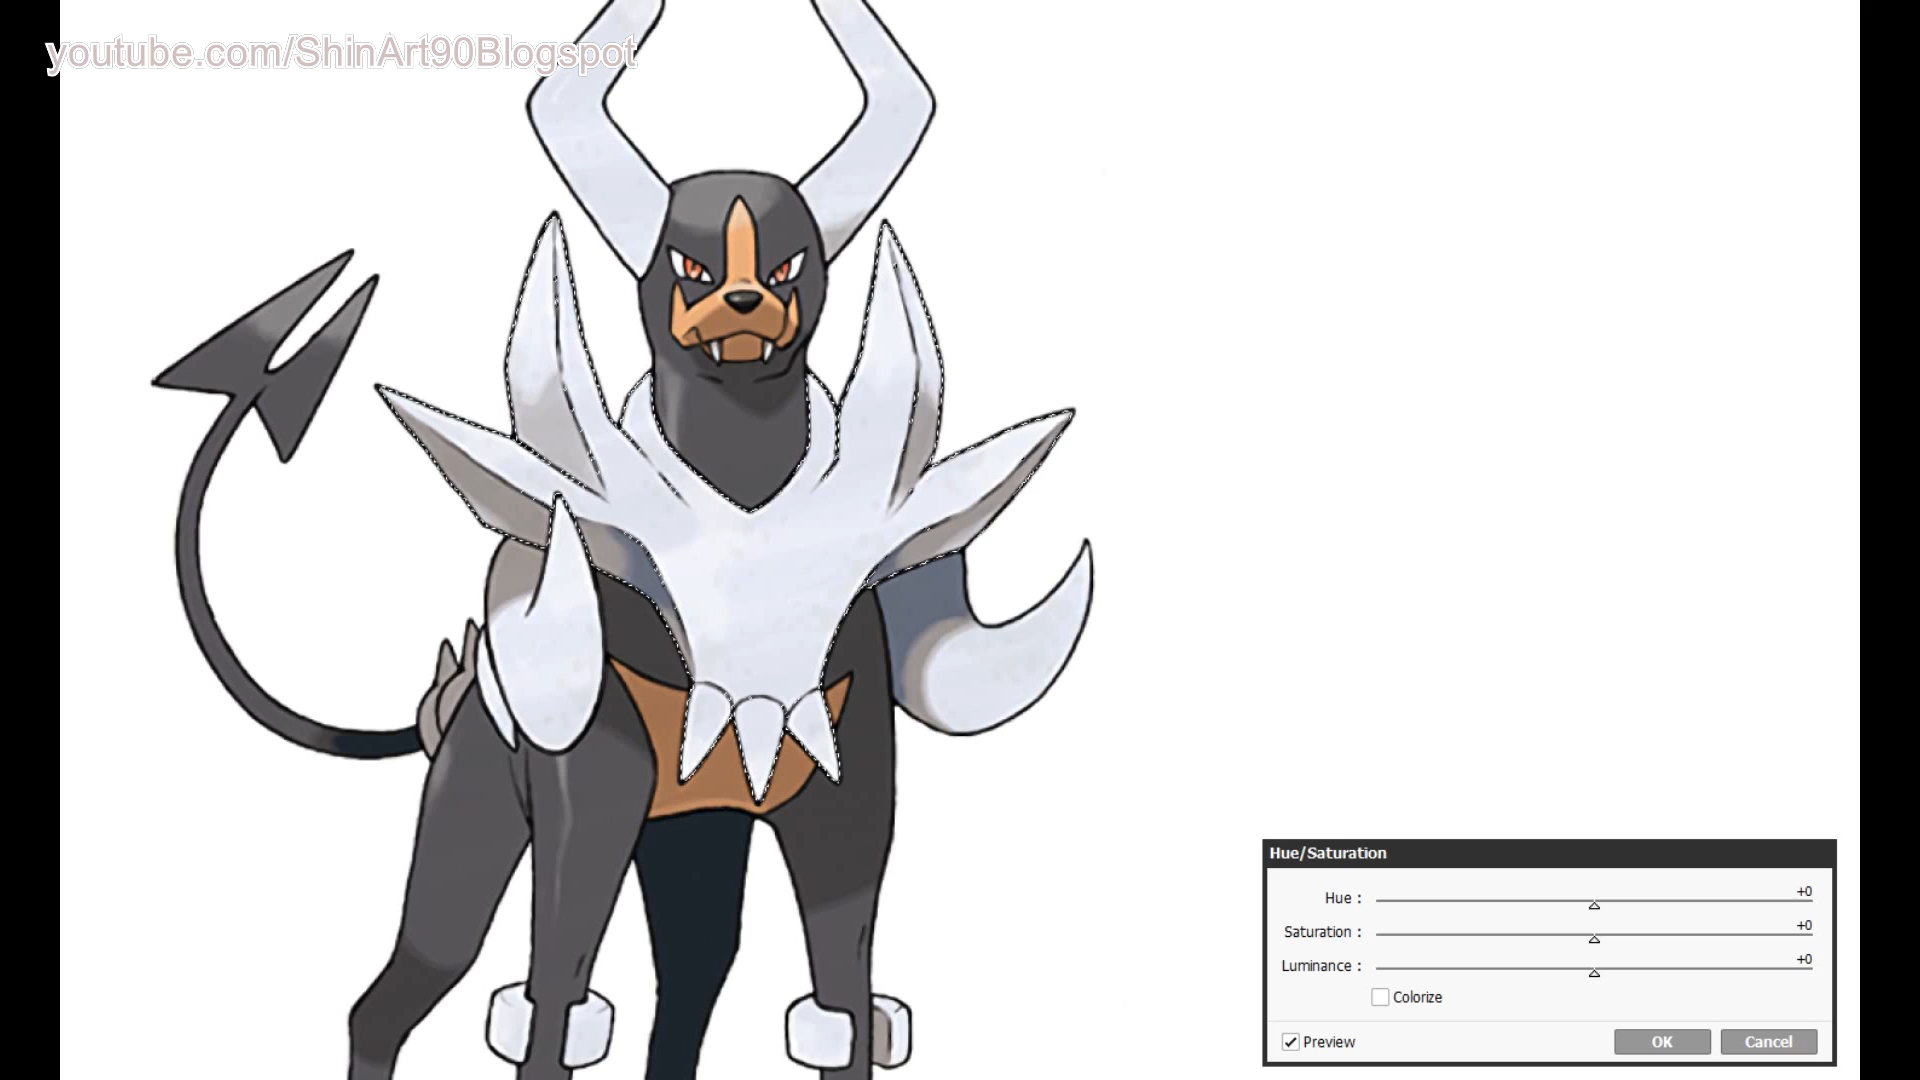 youtube.com/ShinArt90Blogspot
Hue/Saturation
Hue : +0
Saturation : +0
Luminance : +0
Colorize
Preview OK Cancel